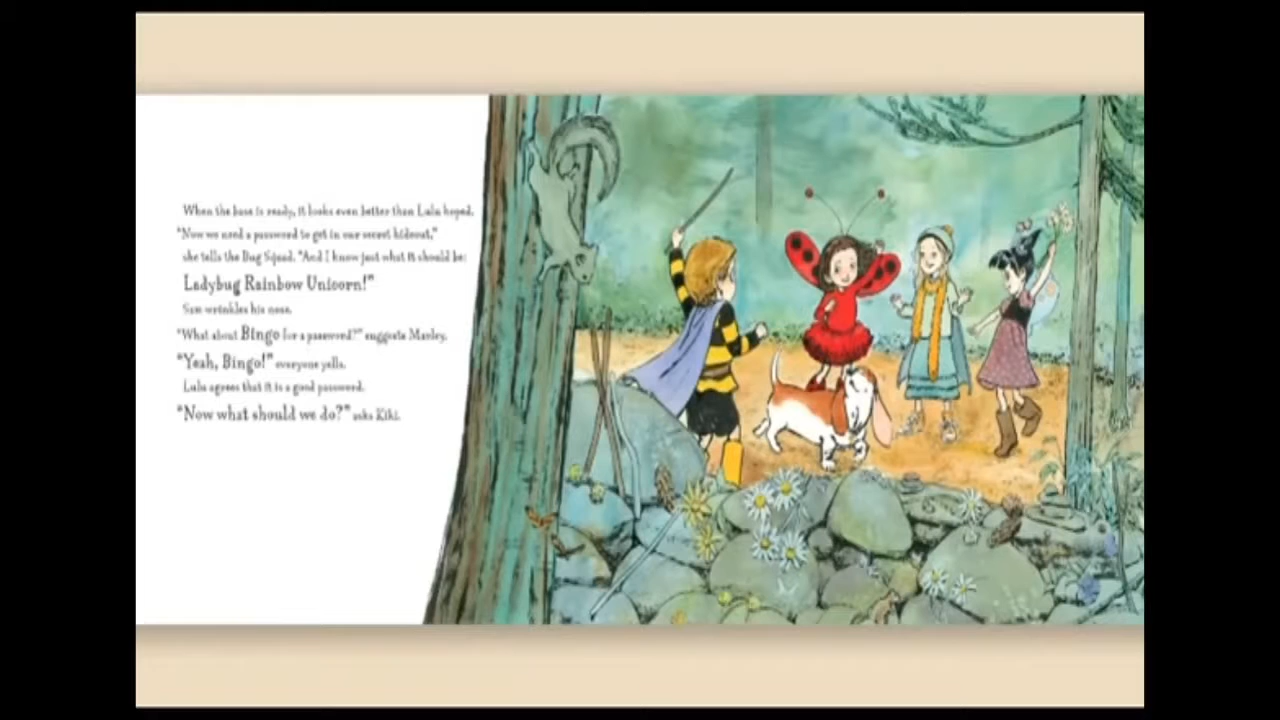 When the base is ready, it looks even better than Lulu hoped.
"Now we need a password to get in our secret hideout,"
she tells the Bug Squad. "And I know just what it should be:
Ladybug Rainbow Unicorn!"
Sam wrinkles his nose.
"What about Bingo for a password?" suggests Marley.
"Yeah, Bingo!" everyone yells.
Lulu agrees that it is a good password.
"Now what should we do?" asks Kiki.